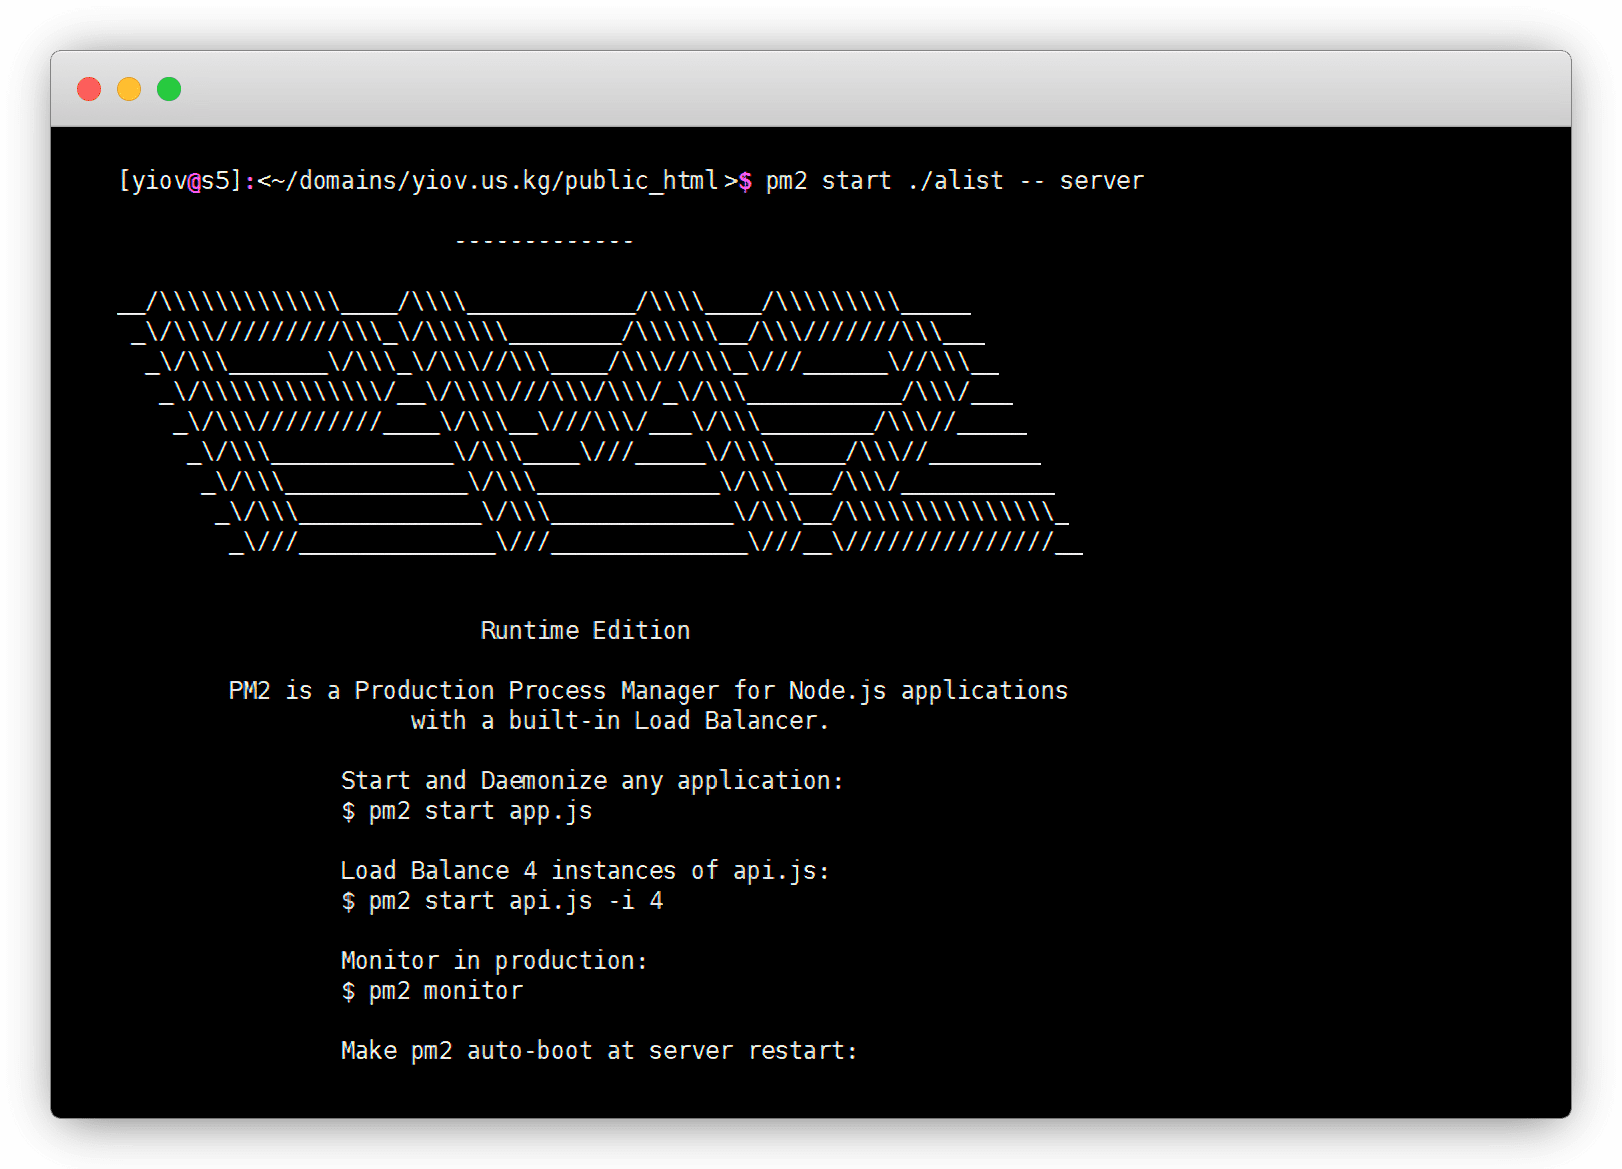 [yiov@s5]:<~/domains/yiov.us.kg/public_html>$ pm2 start ./alist -- server
-------------
__/\\\\\\\\\\\\\____/\\\\____________/\\\\____/\\\\\\\\\_____
_\/\\\/////////\\\_\/\\\\\\________/\\\\\\__/\\\///////\\\___
_\/\\\_______\/\\\_\/\\\//\\\____/\\\//\\\_\///______\//\\\__
_\/\\\\\\\\\\\\\/__\/\\\\///\\\/\\\/_\/\\\___________/\\\/___
_\/\\\/////////____\/\\\__\///\\\/___\/\\\________/\\\//_____
_\/\\\_____________\/\\\____\///_____\/\\\_____/\\\//________
_\/\\\_____________\/\\\_____________\/\\\___/\\\/___________
_\/\\\_____________\/\\\_____________\/\\\__/\\\\\\\\\\\\\\\_
_\///______________\///______________\///__\///////////////__
Runtime Edition
PM2 is a Production Process Manager for Node.js applications
with a built-in Load Balancer.
Start and Daemonize any application:
$ pm2 start app.js
Load Balance 4 instances of api.js:
$ pm2 start api.js -i 4
Monitor in production:
$ pm2 monitor
Make pm2 auto-boot at server restart: